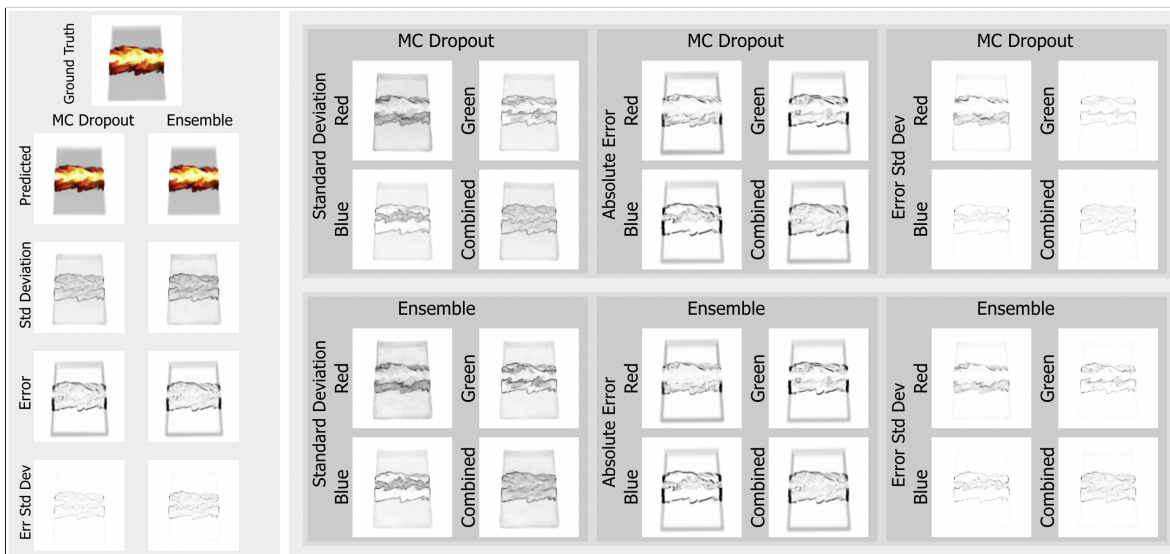 Ground Truth
MC Dropout
Ensemble
Predicted
Std Deviation
Error
Err Std Dev
MC Dropout
Standard Deviation
Red
Green
Blue
Combined
MC Dropout
Absolute Error
Red
Green
Blue
Combined
MC Dropout
Error Std Dev
Red
Green
Blue
Combined
Ensemble
Standard Deviation
Red
Green
Blue
Combined
Ensemble
Absolute Error
Red
Green
Blue
Combined
Ensemble
Error Std Dev
Red
Green
Blue
Combined